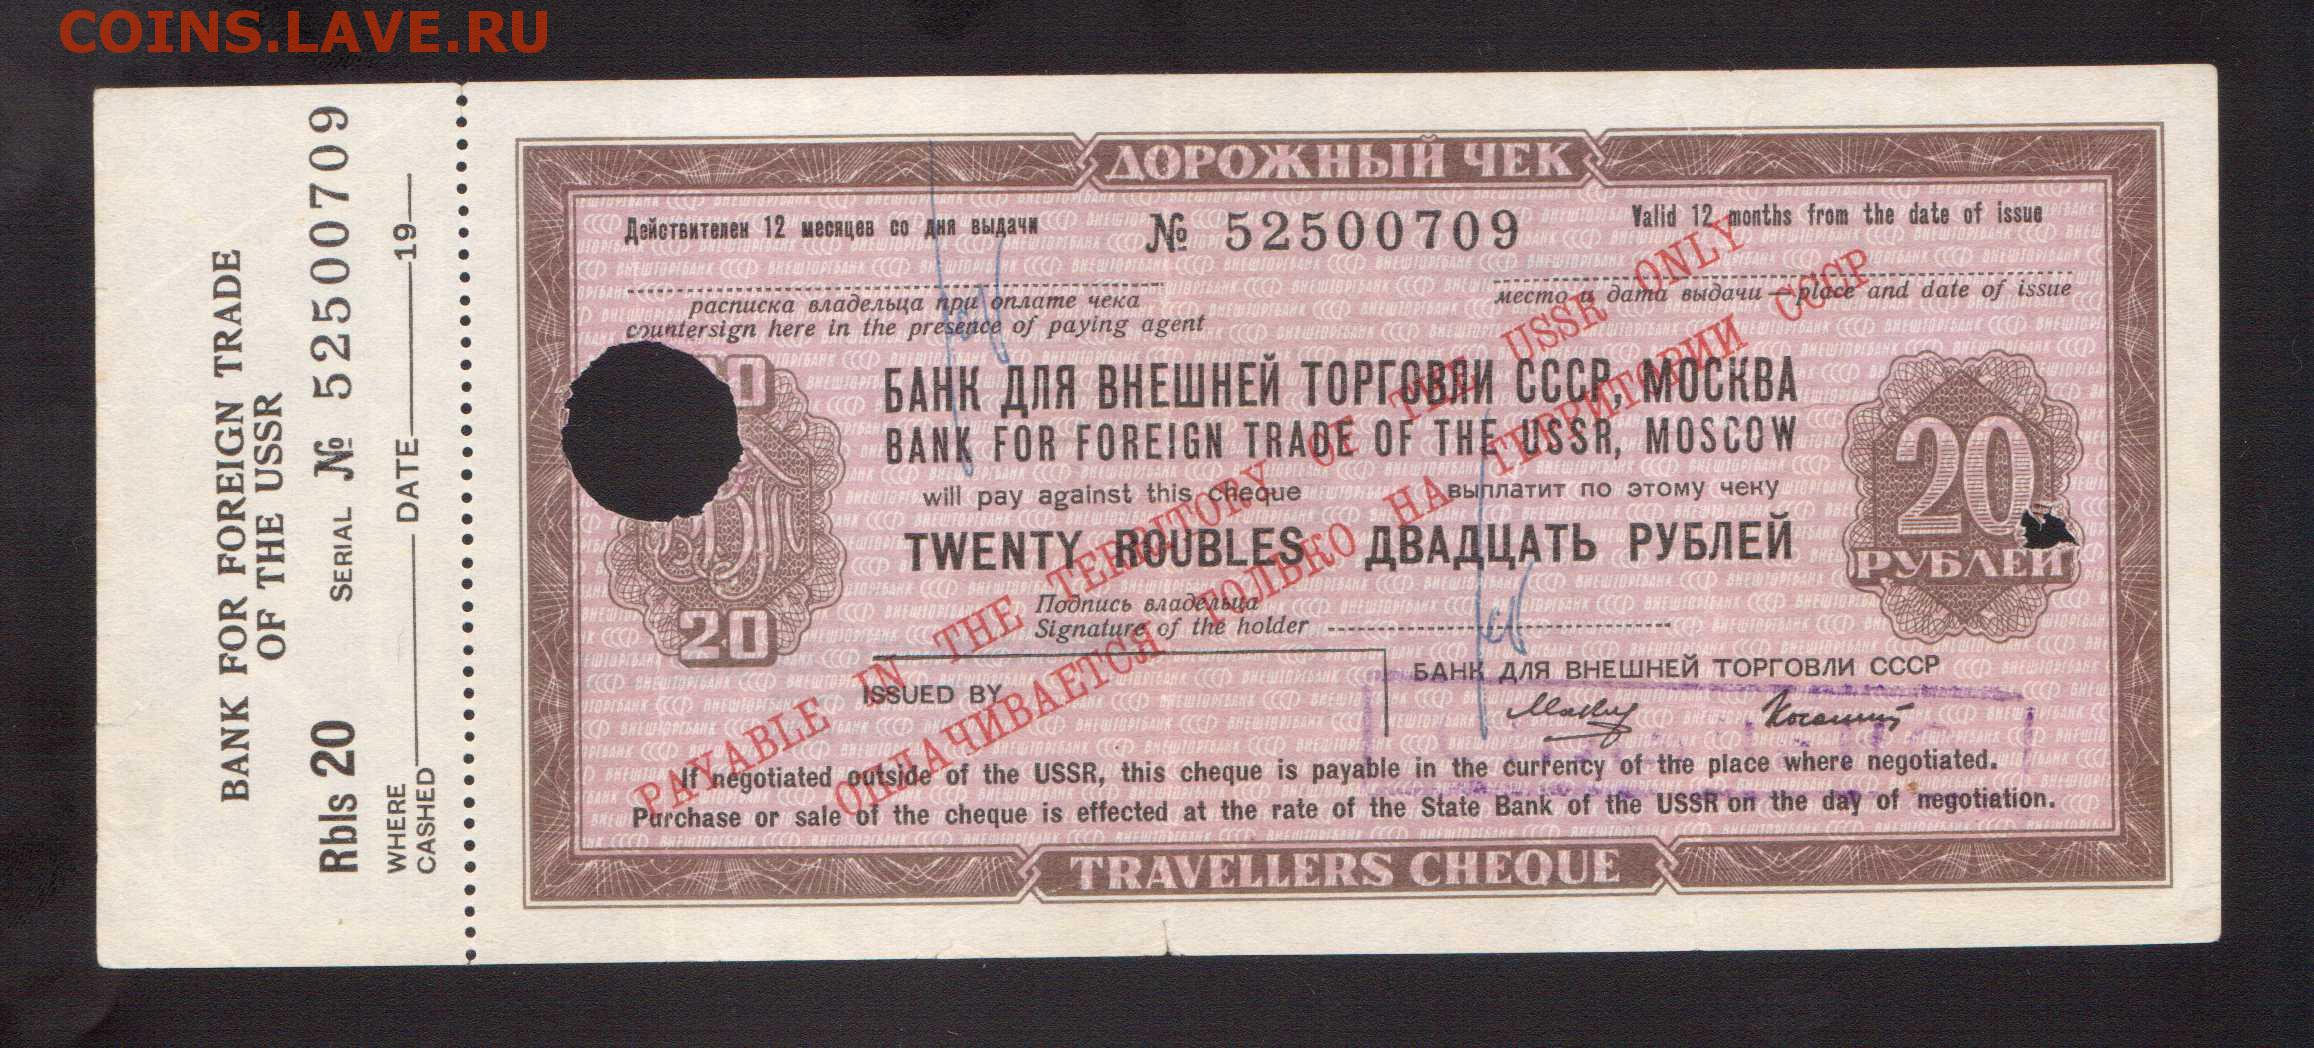 COINS.LAVE.RU
BANK FOR FOREIGN TRADE
OF THE USSR
SERIAL № 52500709
Rbls 20
WHERE
CASHED
DATE 19
ДОРОЖНЫЙ ЧЕК
Действителен 12 месяцев со дня выдачи
№ 52500709
Valid 12 months from the date of issue
расписка владельца при оплате чека
countersign here in the presence of paying agent
место и дата выдачи — place and date of issue
БАНК ДЛЯ ВНЕШНЕЙ ТОРГОВЛИ СССР, МОСКВА
BANK FOR FOREIGN TRADE OF THE USSR, MOSCOW
will pay against this cheque
выплатит по этому чеку
TWENTY ROUBLES ДВАДЦАТЬ РУБЛЕЙ
20
20
РУБЛЕЙ
Подпись владельца
Signature of the holder
ISSUED BY
БАНК ДЛЯ ВНЕШНЕЙ ТОРГОВЛИ СССР
PAYABLE IN THE TERRITORY OF THE USSR ONLY
ОПЛАЧИВАЕТСЯ ТОЛЬКО НА ТЕРРИТОРИИ СССР
If negotiated outside of the USSR, this cheque is payable in the currency of the place where negotiated.
Purchase or sale of the cheque is effected at the rate of the State Bank of the USSR on the day of negotiation.
TRAVELLERS CHEQUE
ВНЕШТОРГБАНК СССР